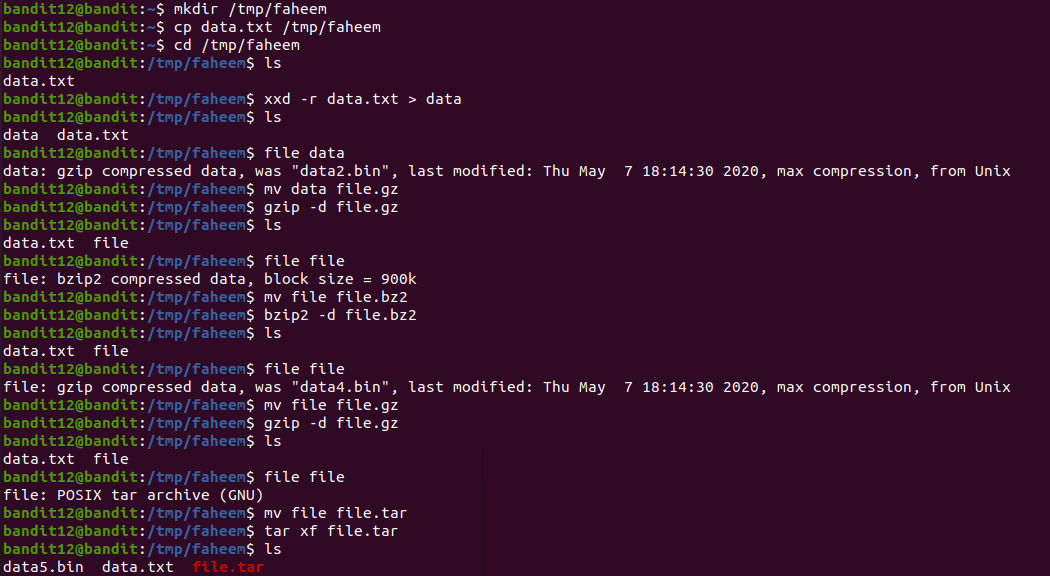 bandit12@bandit:~$ mkdir /tmp/faheem
bandit12@bandit:~$ cp data.txt /tmp/faheem
bandit12@bandit:~$ cd /tmp/faheem
bandit12@bandit:/tmp/faheem$ ls
data.txt
bandit12@bandit:/tmp/faheem$ xxd -r data.txt > data
bandit12@bandit:/tmp/faheem$ ls
data  data.txt
bandit12@bandit:/tmp/faheem$ file data
data: gzip compressed data, was "data2.bin", last modified: Thu May  7 18:14:30 2020, max compression, from Unix
bandit12@bandit:/tmp/faheem$ mv data file.gz
bandit12@bandit:/tmp/faheem$ gzip -d file.gz
bandit12@bandit:/tmp/faheem$ ls
data.txt  file
bandit12@bandit:/tmp/faheem$ file file
file: bzip2 compressed data, block size = 900k
bandit12@bandit:/tmp/faheem$ mv file file.bz2
bandit12@bandit:/tmp/faheem$ bzip2 -d file.bz2
bandit12@bandit:/tmp/faheem$ ls
data.txt  file
bandit12@bandit:/tmp/faheem$ file file
file: gzip compressed data, was "data4.bin", last modified: Thu May  7 18:14:30 2020, max compression, from Unix
bandit12@bandit:/tmp/faheem$ mv file file.gz
bandit12@bandit:/tmp/faheem$ gzip -d file.gz
bandit12@bandit:/tmp/faheem$ ls
data.txt  file
bandit12@bandit:/tmp/faheem$ file file
file: POSIX tar archive (GNU)
bandit12@bandit:/tmp/faheem$ mv file file.tar
bandit12@bandit:/tmp/faheem$ tar xf file.tar
bandit12@bandit:/tmp/faheem$ ls
data5.bin  data.txt  file.tar